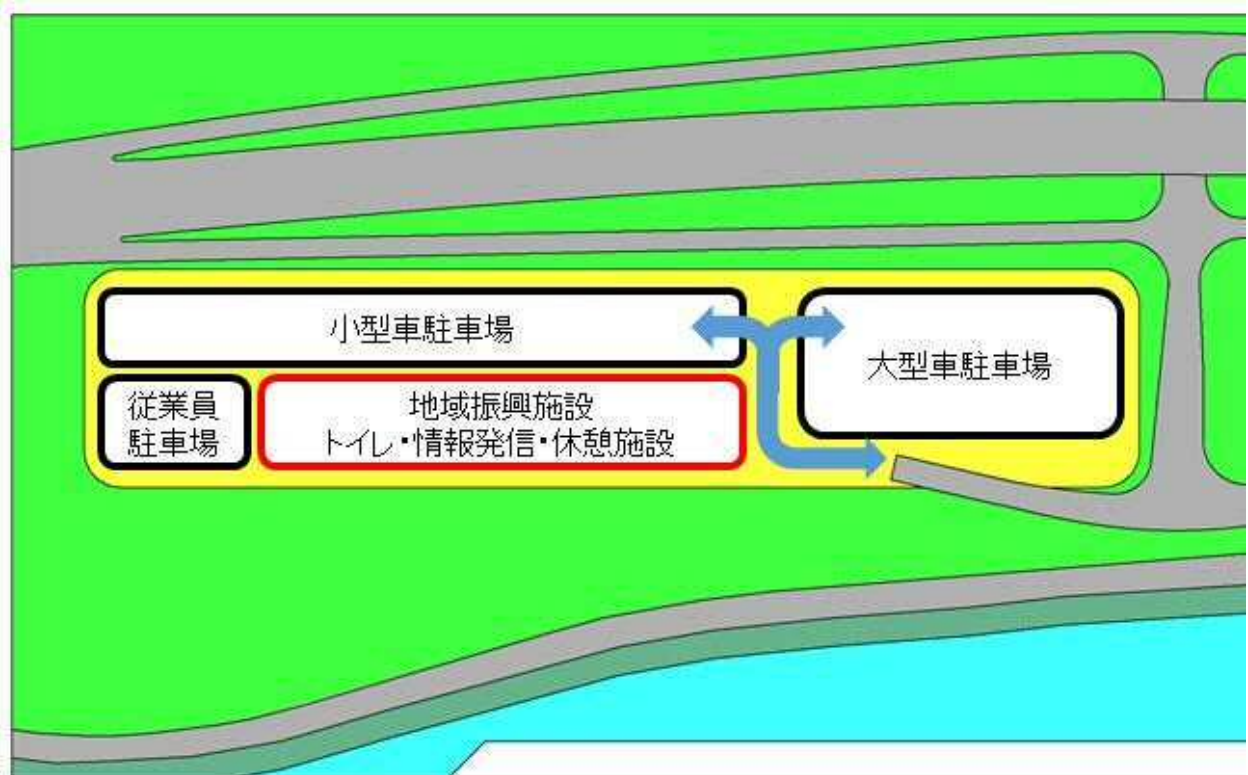 小型車駐車場
大型車駐車場
従業員
駐車場
地域振興施設
トイレ・情報発信・休憩施設